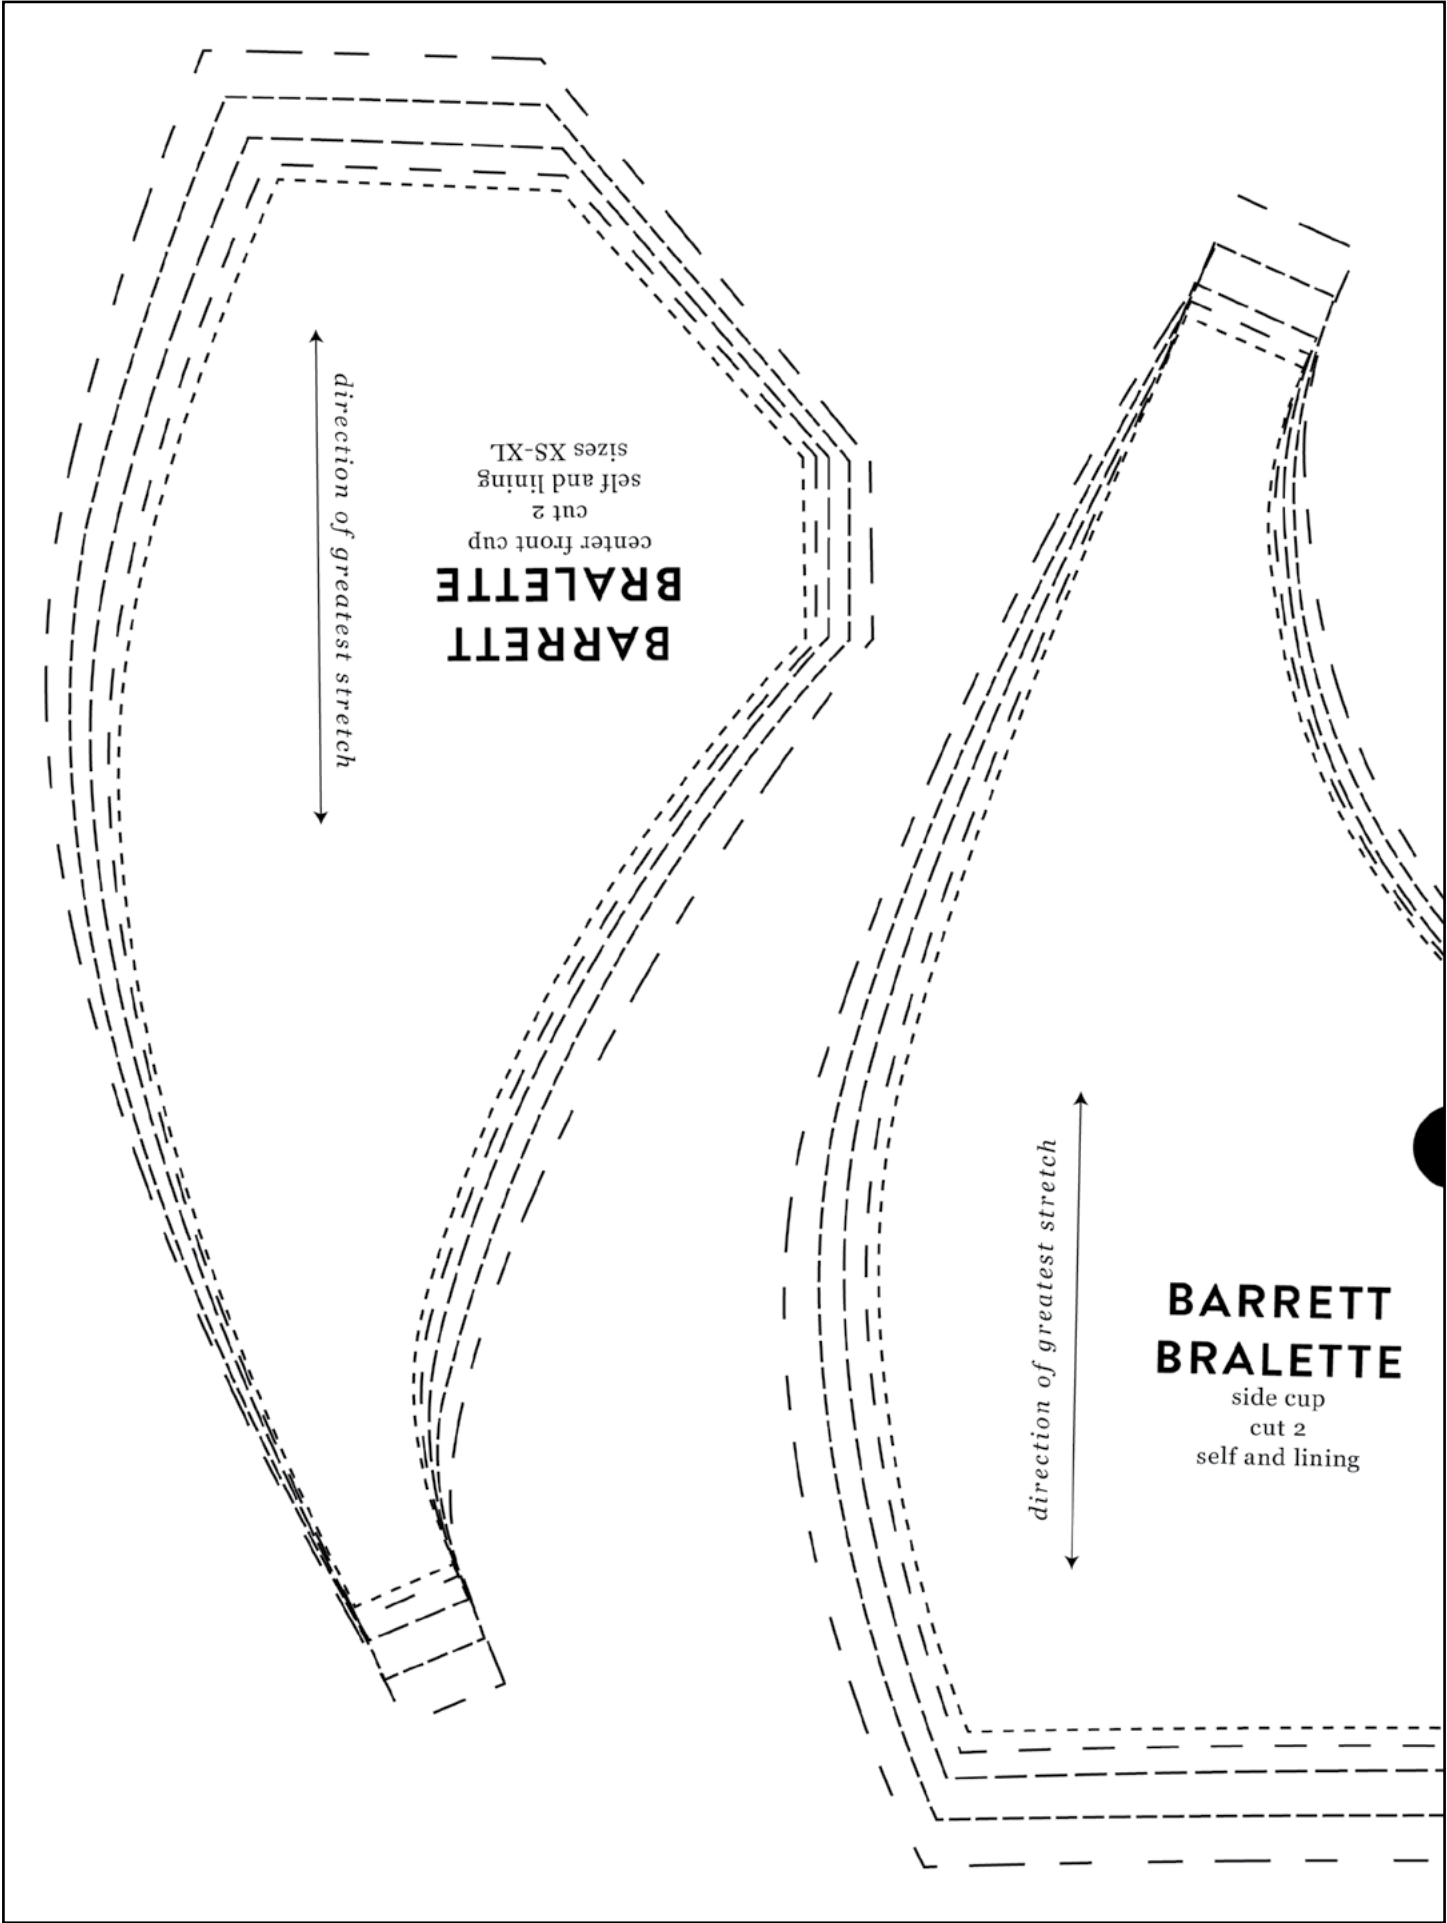 BARRETT
BRALETTE
center front cup
cut 2
self and lining
sizes XS-XL
direction of greatest stretch
direction of greatest stretch
BARRETT
BRALETTE
side cup
cut 2
self and lining